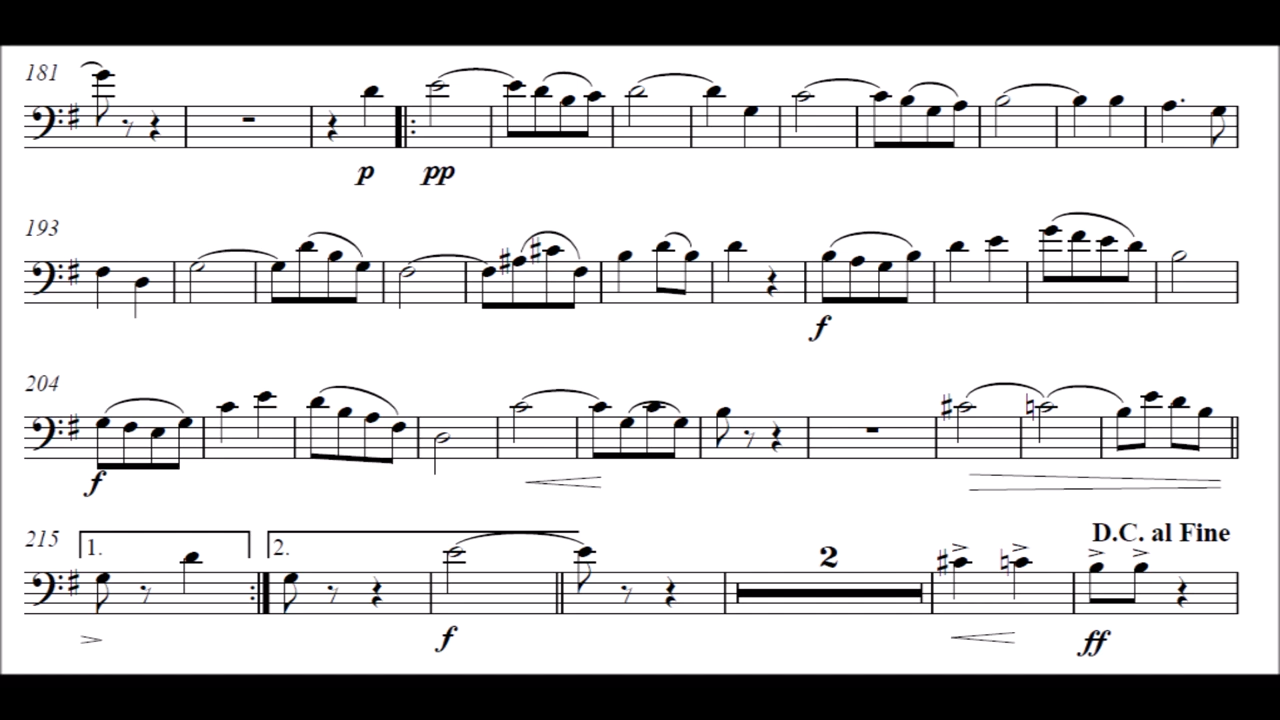 181
p pp
193
f
204
f
D.C. al Fine
215 1. 2. 2
f ff